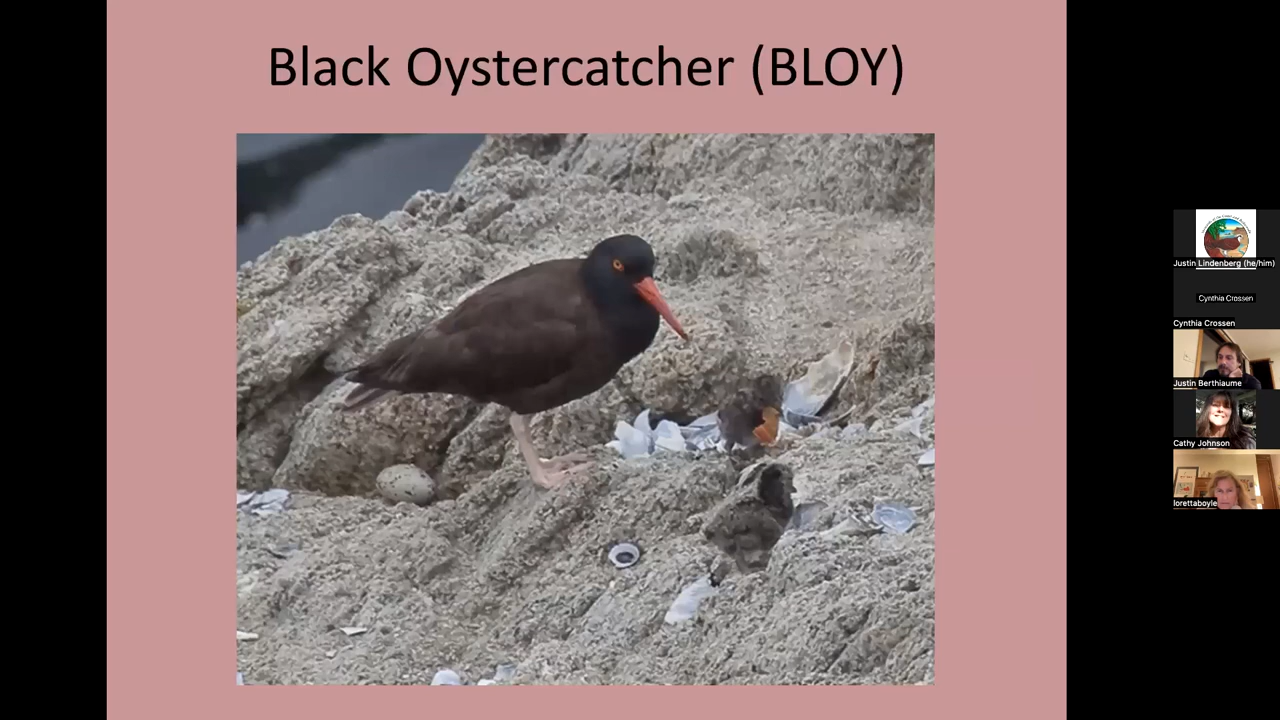 Black Oystercatcher (BLOY)
Justin Lindenberg (he/him)
Cynthia Crossen
Cynthia Crossen
Justin Berthiaume
Cathy Johnson
lorettaboyle